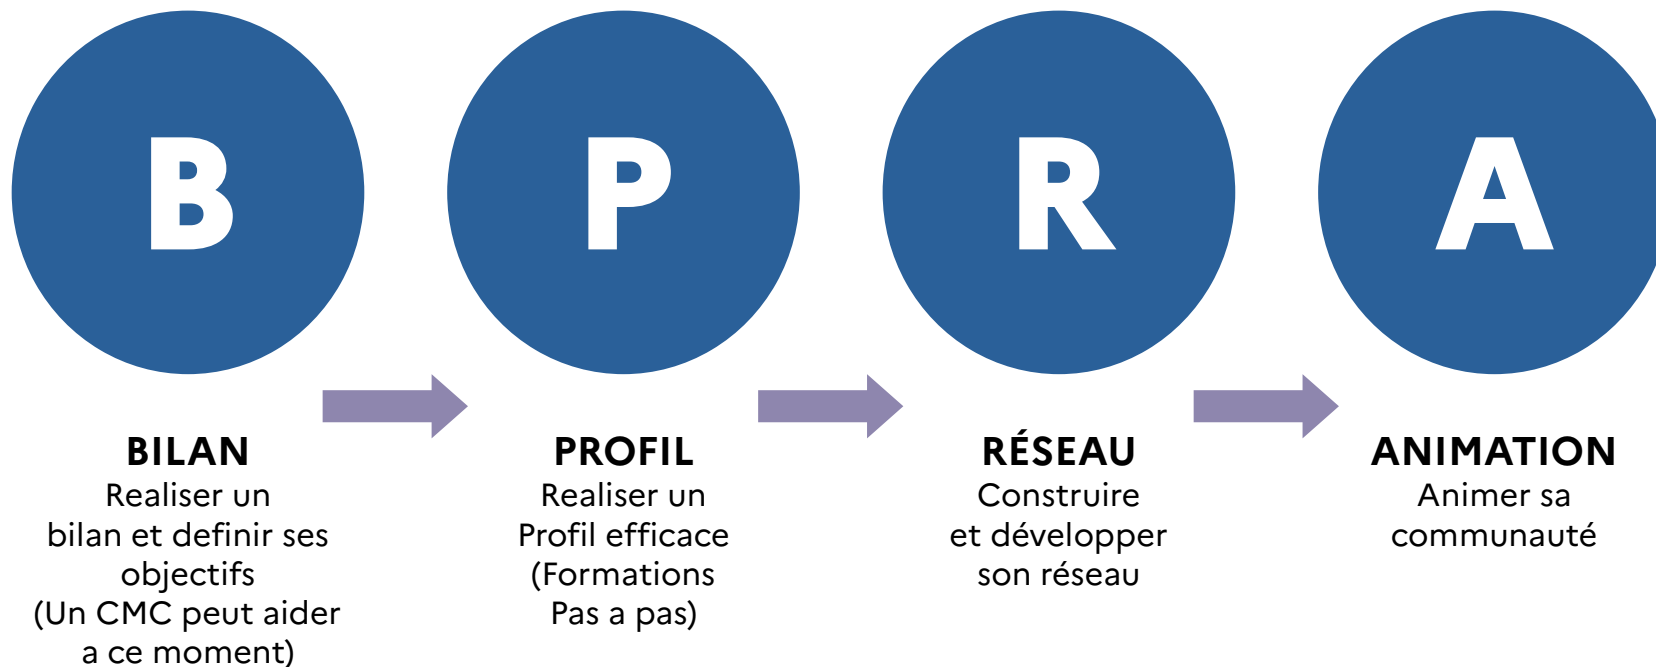 B
P
R
A
BILAN
Realiser un
bilan et definir ses
objectifs
(Un CMC peut aider
a ce moment)
PROFIL
Realiser un
Profil efficace
(Formations
Pas a pas)
RÉSEAU
Construire
et développer
son réseau
ANIMATION
Animer sa
communauté